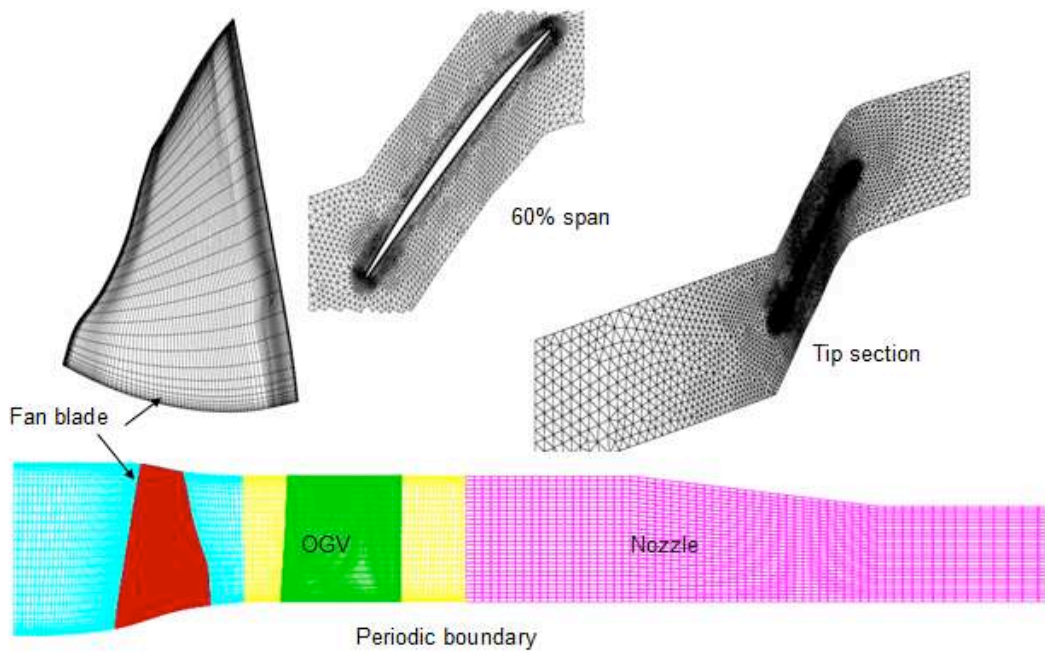 60% span
Tip section
Fan blade
OGV
Nozzle
Periodic boundary